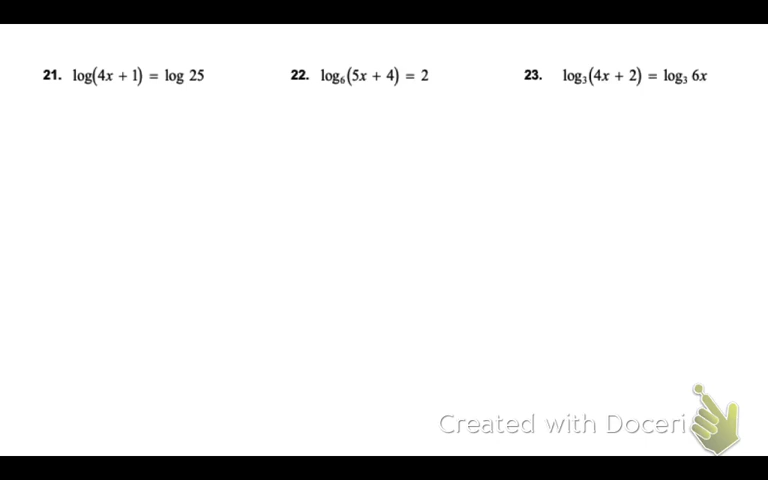 21. log(4x + 1) = log 25 22. log₆(5x + 4) = 2 23. log₃(4x + 2) = log₃ 6x
Created with Doceri